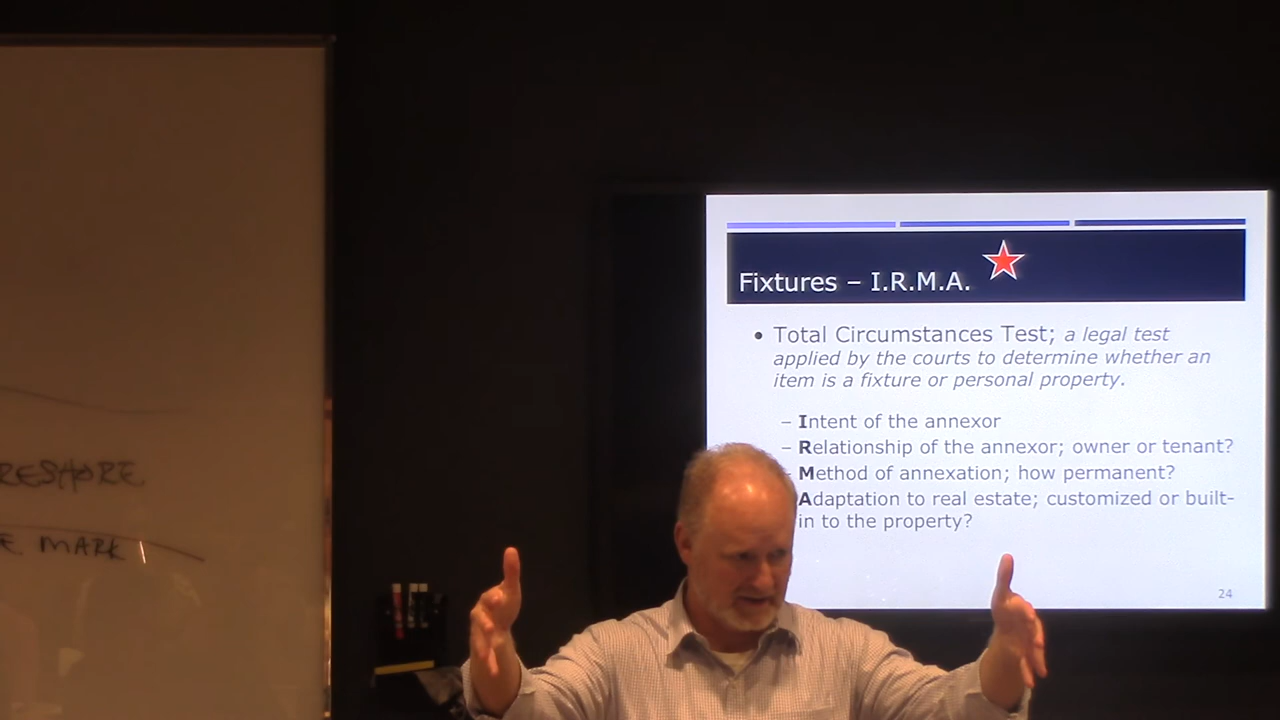 RESHORE
E MARK
Fixtures – I.R.M.A.
• Total Circumstances Test; a legal test
applied by the courts to determine whether an
item is a fixture or personal property.
– Intent of the annexor
– Relationship of the annexor; owner or tenant?
- Method of annexation; how permanent?
Adaptation to real estate; customized or built-
in to the property?
24